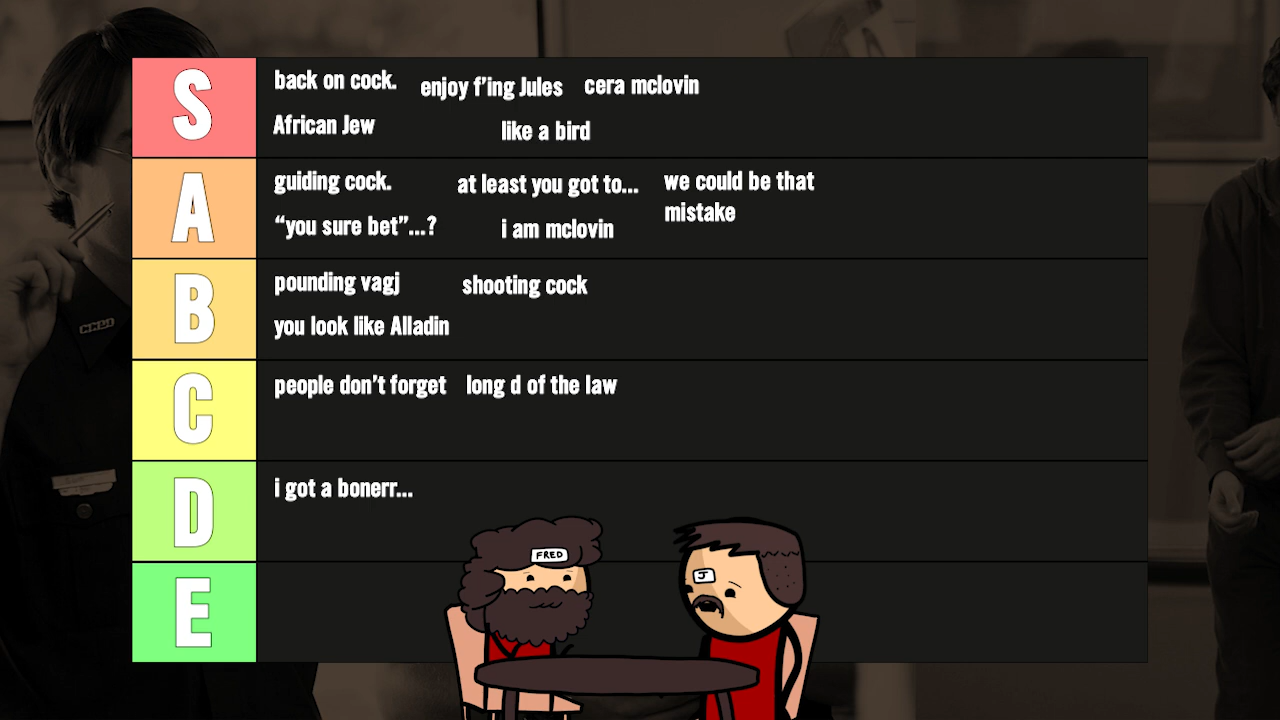 S
back on cock.
enjoy f'ing Jules
cera mclovin
African Jew
like a bird
A
guiding cock.
at least you got to...
we could be that
mistake
“you sure bet”...?
i am mclovin
B
pounding vagj
shooting cock
you look like Alladin
C
people don't forget
long d of the law
D
i got a bonerr...
E
FRED
J